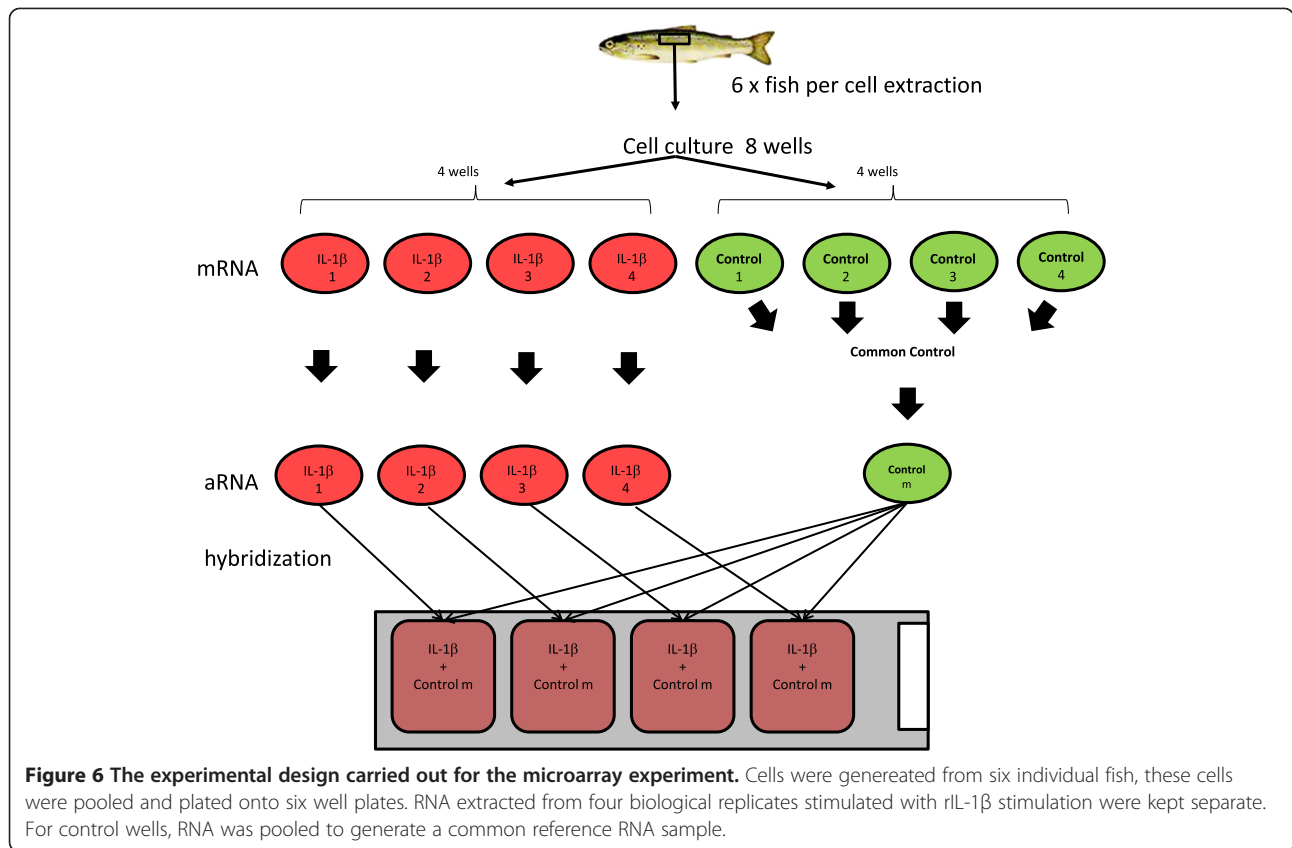 6 x fish per cell extraction
Cell culture 8 wells
4 wells
4 wells
mRNA
IL-1β
1
IL-1β
2
IL-1β
3
IL-1β
4
Control
1
Control
2
Control
3
Control
4
Common Control
aRNA
IL-1β
1
IL-1β
2
IL-1β
3
IL-1β
4
Control
m
hybridization
IL-1β
+
Control m
IL-1β
+
Control m
IL-1β
+
Control m
IL-1β
+
Control m
Figure 6 The experimental design carried out for the microarray experiment. Cells were genereated from six individual fish, these cells
were pooled and plated onto six well plates. RNA extracted from four biological replicates stimulated with rIL-1β stimulation were kept separate.
For control wells, RNA was pooled to generate a common reference RNA sample.